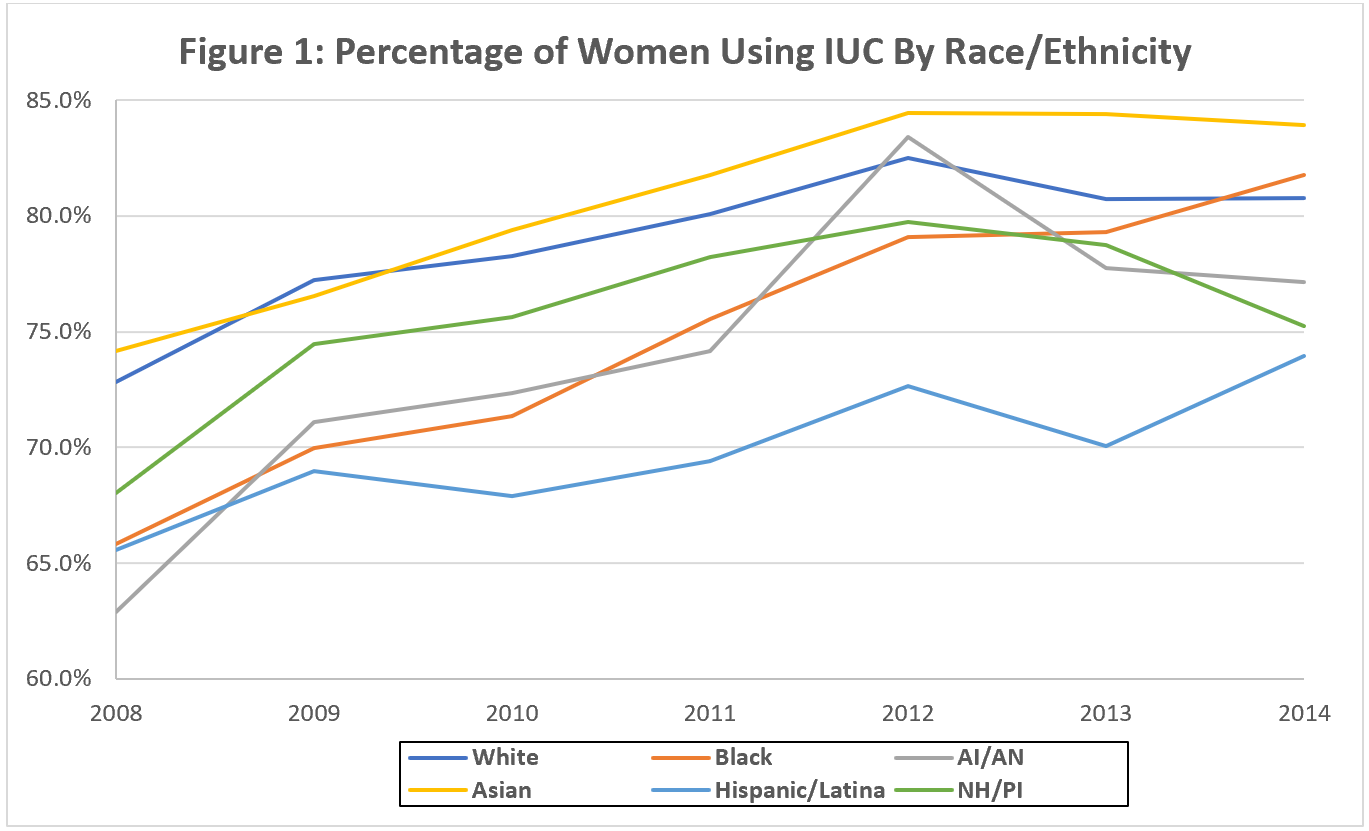 Figure 1: Percentage of Women Using IUC By Race/Ethnicity
85.0%
80.0%
75.0%
70.0%
65.0%
60.0%
2008 2009 2010 2011 2012 2013 2014
White Black AI/AN
Asian Hispanic/Latina NH/PI